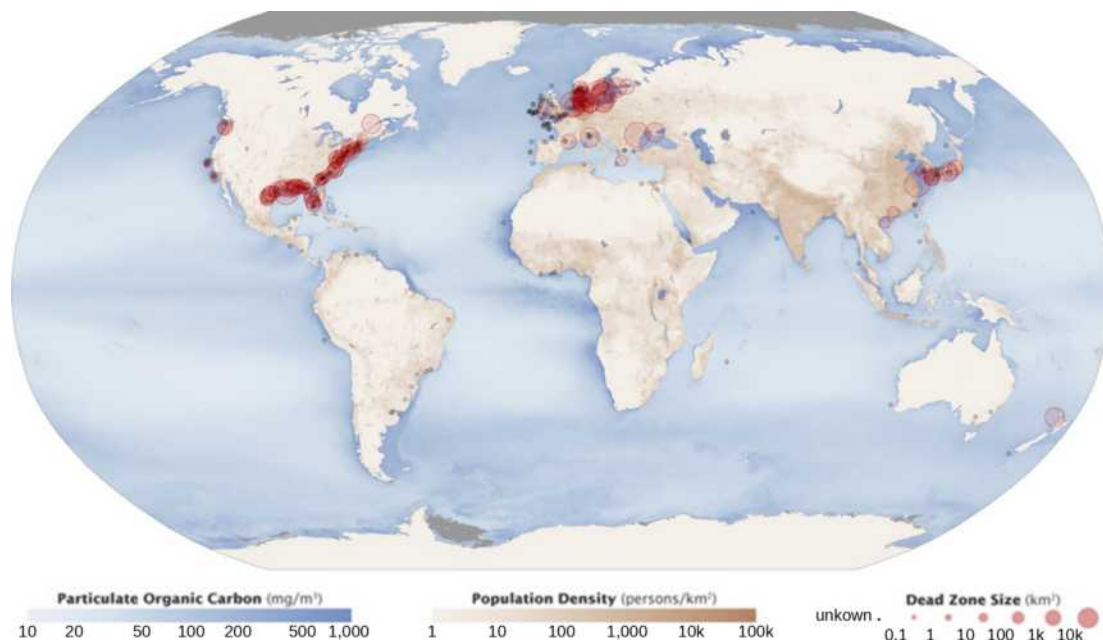 Particulate Organic Carbon (mg/m³)
10 20 50 100 200 500 1,000
Population Density (persons/km²)
1 10 100 1,000 10k 100k
Dead Zone Size (km²)
unkown .
0.1 1 10 100 1k 10k